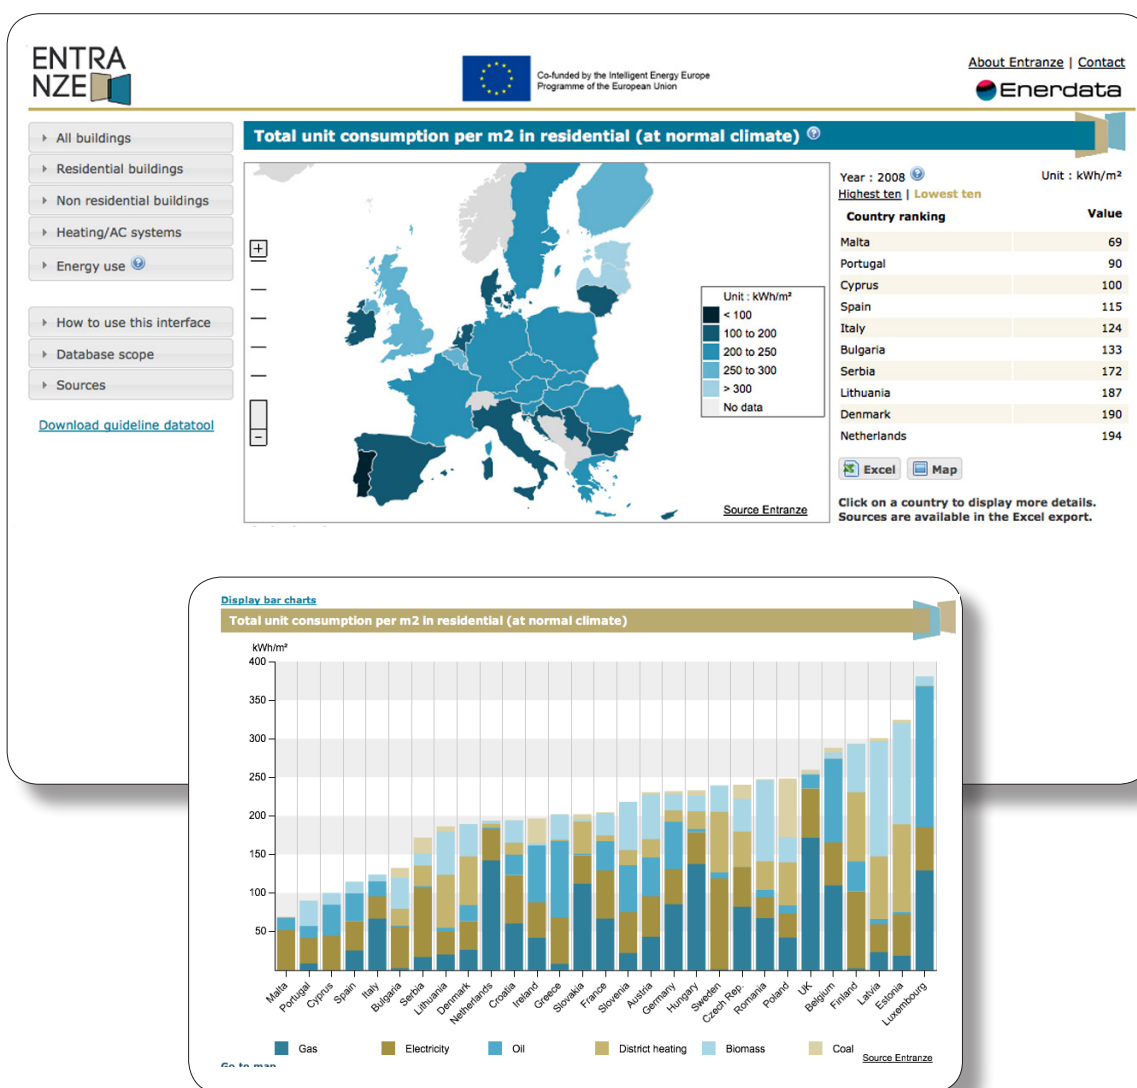 ENTRA
NZE
Co-funded by the Intelligent Energy Europe
Programme of the European Union
About Entranze | Contact
Enerdata
All buildings
Residential buildings
Non residential buildings
Heating/AC systems
Energy use ?
How to use this interface
Database scope
Sources
Download guideline datatool
Total unit consumption per m2 in residential (at normal climate) ?
+
−
Unit : kWh/m²
< 100
100 to 200
200 to 250
250 to 300
> 300
No data
Source Entranze
Year : 2008 ? Unit : kWh/m²
Highest ten | Lowest ten
Country ranking Value
Malta 69
Portugal 90
Cyprus 100
Spain 115
Italy 124
Bulgaria 133
Serbia 172
Lithuania 187
Denmark 190
Netherlands 194
Excel Map
Click on a country to display more details.
Sources are available in the Excel export.
Display bar charts
Total unit consumption per m2 in residential (at normal climate)
kWh/m²
400
350
300
250
200
150
100
50
Malta
Portugal
Cyprus
Spain
Italy
Bulgaria
Serbia
Lithuania
Denmark
Netherlands
Croatia
Ireland
Greece
Slovakia
France
Slovenia
Austria
Germany
Hungary
Sweden
Czech Rep.
Romania
Poland
UK
Belgium
Finland
Latvia
Estonia
Luxembourg
Gas Electricity Oil District heating Biomass Coal
Source Entranze
Go to map